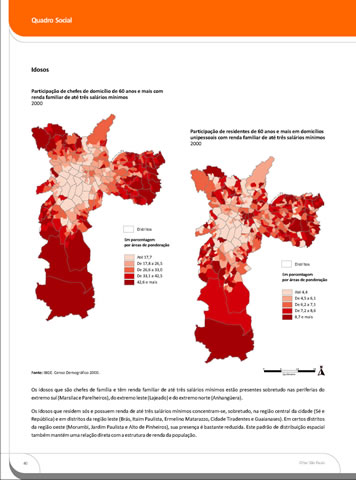 Quadro Social
Idosos
Participação de chefes de domicílio de 60 anos e mais com
renda familiar de até três salários mínimos
2000
Participação de residentes de 60 anos e mais em domicílios
unipessoais com renda familiar de até três salários mínimos
2000
Distritos
Em porcentagem
por áreas de ponderação
Até 17,7
De 17,8 a 26,5
De 26,6 a 33,0
De 33,1 a 42,5
42,6 e mais
Distritos
Em porcentagem
por áreas de ponderação
Até 4,4
De 4,5 a 6,1
De 6,2 a 7,1
De 7,2 a 8,6
8,7 e mais
Fonte: IBGE. Censo Demográfico 2000.
Os idosos que são chefes de família e têm renda familiar de até três salários mínimos estão presentes sobretudo nas periferias do
extremo sul (Marsilac e Parelheiros), do extremo leste (Lajeado) e do extremo norte (Anhangüera).
Os idosos que residem sós e possuem renda de até três salários mínimos concentram-se, sobretudo, na região central da cidade (Sé e
República) e em distritos da região leste (Brás, Itaim Paulista, Ermelino Matarazzo, Cidade Tiradentes e Guaianases). Em certos distritos
da região oeste (Morumbi, Jardim Paulista e Alto de Pinheiros), sua presença é bastante reduzida. Este padrão de distribuição espacial
também mantém uma relação direta com a estrutura de renda da população.
Olhar São Paulo